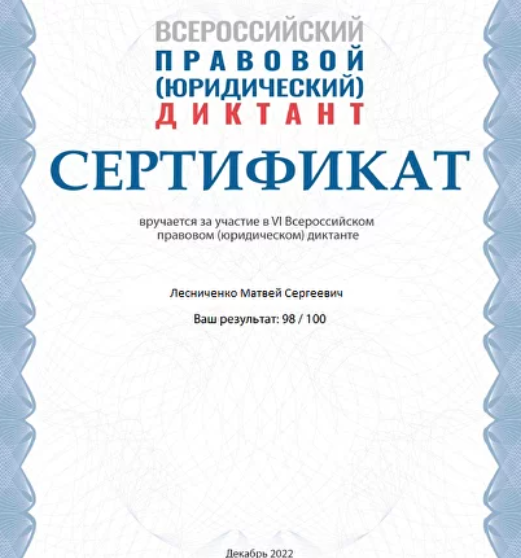 ВСЕРОССИЙСКИЙ
ПРАВОВОЙ
(ЮРИДИЧЕСКИЙ)
ДИКТАНТ
СЕРТИФИКАТ
вручается за участие в VI Всероссийском
правовом (юридическом) диктанте
Лесниченко Матвей Сергеевич
Ваш результат: 98 / 100
Декабрь 2022